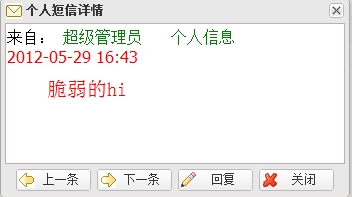 个人短信详情
来自： 超级管理员 个人信息
2012-05-29 16:43
脆弱的hi
上一条 下一条 回复 关闭